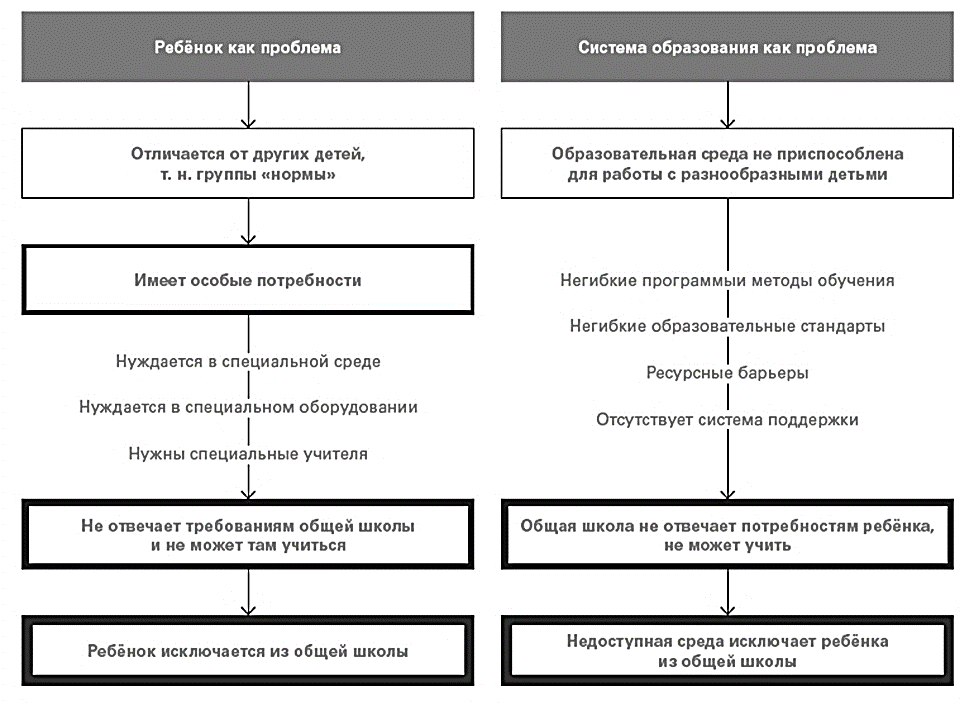 Ребёнок как проблема
Отличается от других детей,
т. н. группы «нормы»
Имеет особые потребности
Нуждается в специальной среде
Нуждается в специальном оборудовании
Нужны специальные учителя
Не отвечает требованиям общей школы
и не может там учиться
Ребёнок исключается из общей школы
Система образования как проблема
Образовательная среда не приспособлена
для работы с разнообразными детьми
Негибкие программыи методы обучения
Негибкие образовательные стандарты
Ресурсные барьеры
Отсутствует система поддержки
Общая школа не отвечает потребностям ребёнка,
не может учить
Недоступная среда исключает ребёнка
из общей школы